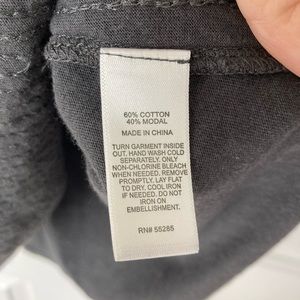 60% COTTON
40% MODAL
MADE IN CHINA
TURN GARMENT INSIDE
OUT. HAND WASH COLD
SEPARATELY. ONLY
NON-CHLORINE BLEACH
WHEN NEEDED. REMOVE
PROMPTLY. LAY FLAT
TO DRY. COOL IRON
IF NEEDED. DO NOT
IRON ON
EMBELLISHMENT.
RN# 55285